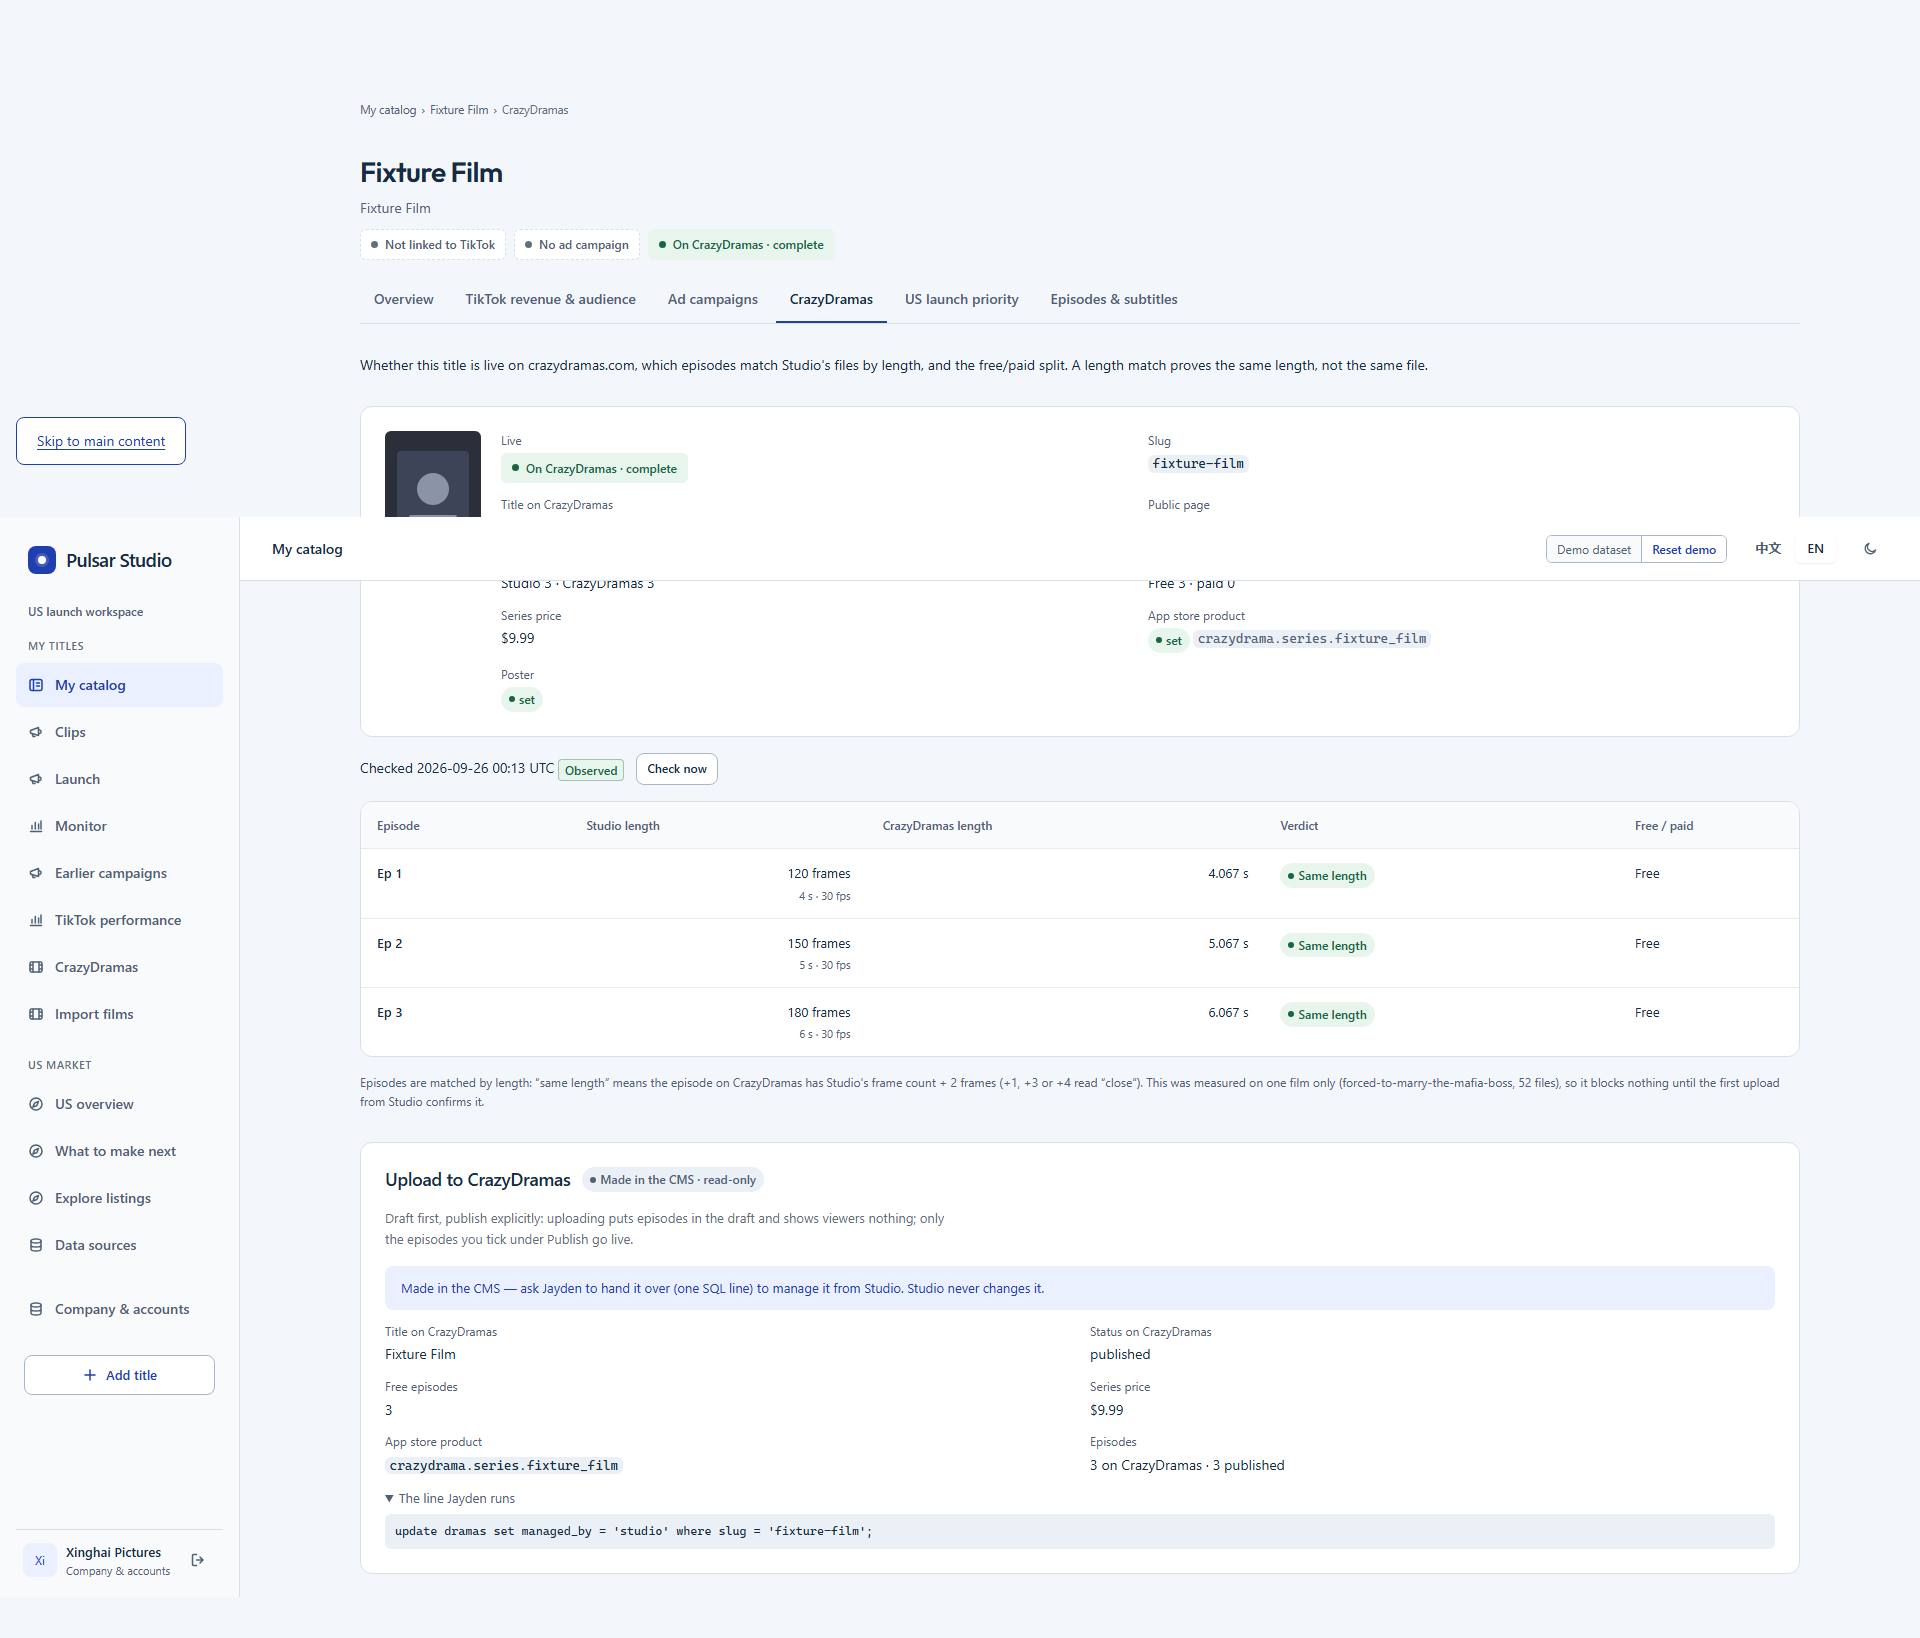 My catalog › Fixture Film › CrazyDramas
Fixture Film
Fixture Film
Not linked to TikTok
No ad campaign
On CrazyDramas · complete
Overview
TikTok revenue & audience
Ad campaigns
CrazyDramas
US launch priority
Episodes & subtitles
Whether this title is live on crazydramas.com, which episodes match Studio's files by length, and the free/paid split. A length match proves the same length, not the same file.
Skip to main content
Live
On CrazyDramas · complete
Slug
fixture-film
Title on CrazyDramas
Public page
Pulsar Studio
US launch workspace
MY TITLES
My catalog
Clips
Launch
Monitor
Earlier campaigns
TikTok performance
CrazyDramas
Import films
US MARKET
US overview
What to make next
Explore listings
Data sources
Company & accounts
Add title
Xi
Xinghai Pictures
Company & accounts
My catalog
Demo dataset
Reset demo
中文
EN
Studio 3 · CrazyDramas 3
Free 3 · paid 0
Series price
$9.99
App store product
set crazydrama.series.fixture_film
Poster
set
Checked 2026-09-26 00:13 UTC Observed Check now
Episode Studio length CrazyDramas length Verdict Free / paid
Ep 1 120 frames 4.067 s Same length Free
4 s · 30 fps
Ep 2 150 frames 5.067 s Same length Free
5 s · 30 fps
Ep 3 180 frames 6.067 s Same length Free
6 s · 30 fps
Episodes are matched by length: “same length” means the episode on CrazyDramas has Studio's frame count + 2 frames (+1, +3 or +4 read “close”). This was measured on one film only (forced-to-marry-the-mafia-boss, 52 files), so it blocks nothing until the first upload
from Studio confirms it.
Upload to CrazyDramas
Made in the CMS · read-only
Draft first, publish explicitly: uploading puts episodes in the draft and shows viewers nothing; only
the episodes you tick under Publish go live.
Made in the CMS — ask Jayden to hand it over (one SQL line) to manage it from Studio. Studio never changes it.
Title on CrazyDramas
Fixture Film
Status on CrazyDramas
published
Free episodes
3
Series price
$9.99
App store product
crazydrama.series.fixture_film
Episodes
3 on CrazyDramas · 3 published
▼ The line Jayden runs
update dramas set managed_by = 'studio' where slug = 'fixture-film';